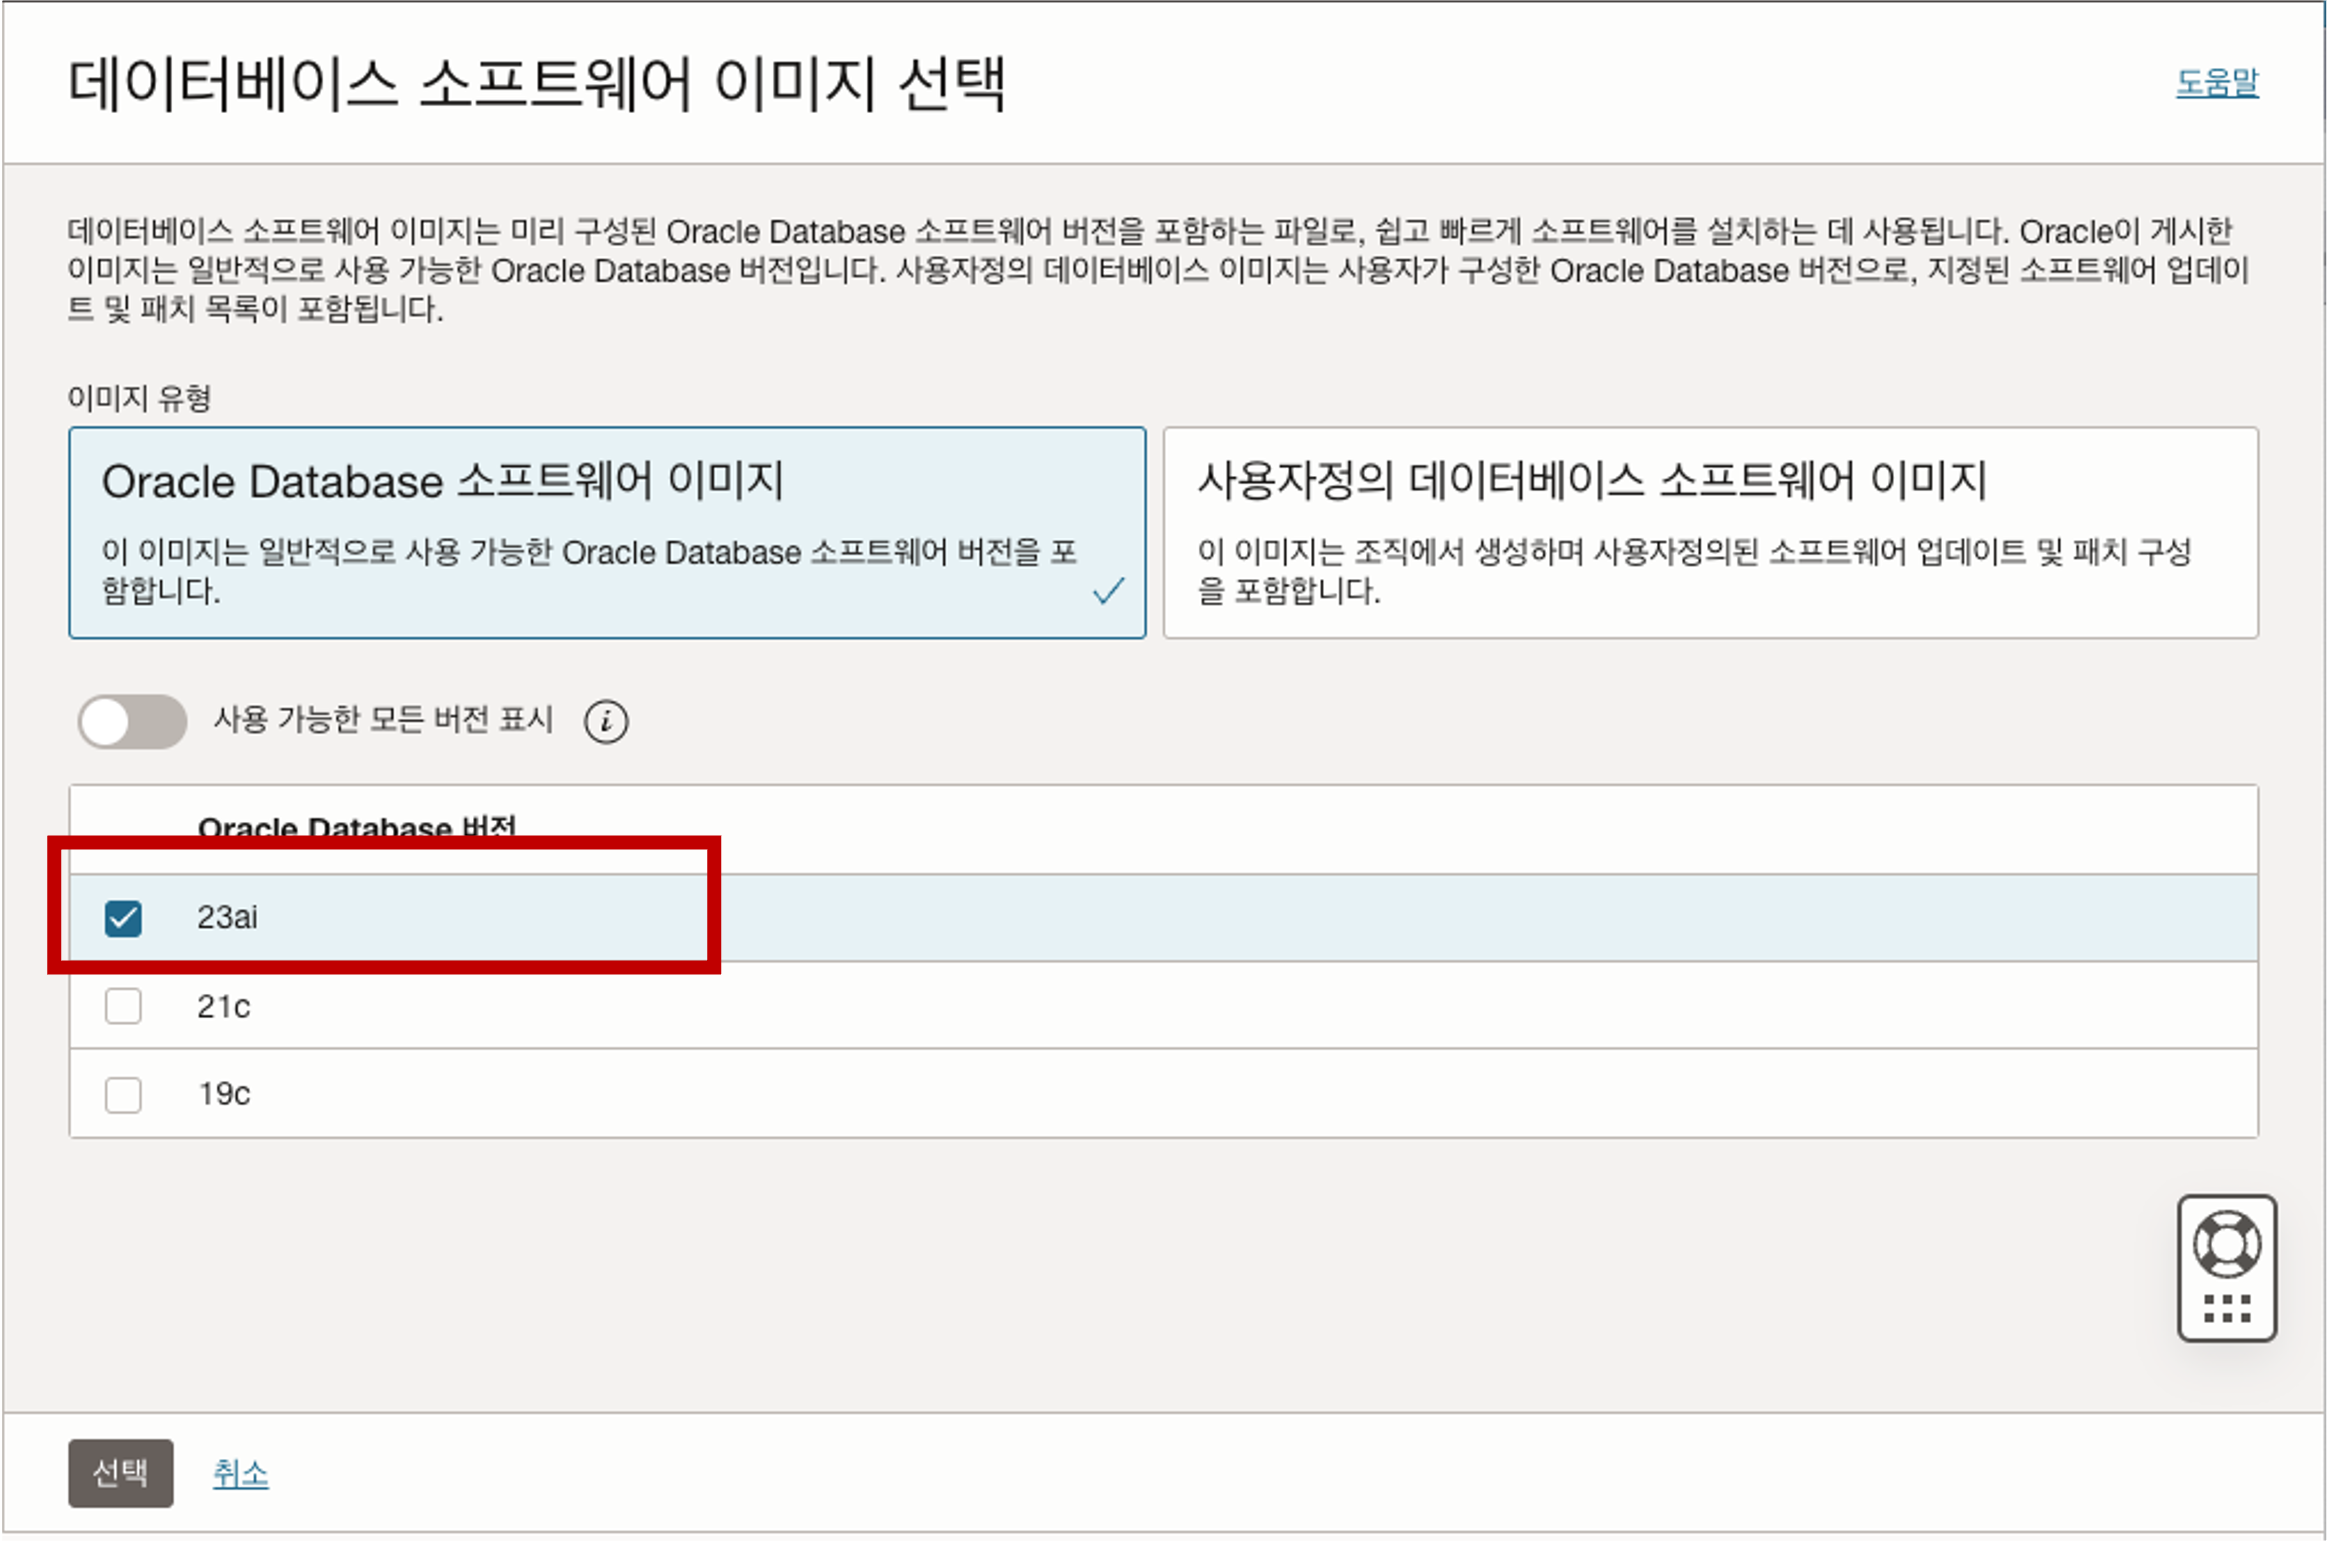 데이터베이스 소프트웨어 이미지 선택
도움말
데이터베이스 소프트웨어 이미지는 미리 구성된 Oracle Database 소프트웨어 버전을 포함하는 파일로, 쉽고 빠르게 소프트웨어를 설치하는 데 사용됩니다. Oracle이 게시한
이미지는 일반적으로 사용 가능한 Oracle Database 버전입니다. 사용자정의 데이터베이스 이미지는 사용자가 구성한 Oracle Database 버전으로, 지정된 소프트웨어 업데이
트 및 패치 목록이 포함됩니다.
이미지 유형
Oracle Database 소프트웨어 이미지
이 이미지는 일반적으로 사용 가능한 Oracle Database 소프트웨어 버전을 포
함합니다.
사용자정의 데이터베이스 소프트웨어 이미지
이 이미지는 조직에서 생성하며 사용자정의된 소프트웨어 업데이트 및 패치 구성
을 포함합니다.
사용 가능한 모든 버전 표시
Oracle Database 버전
23ai
21c
19c
선택
취소